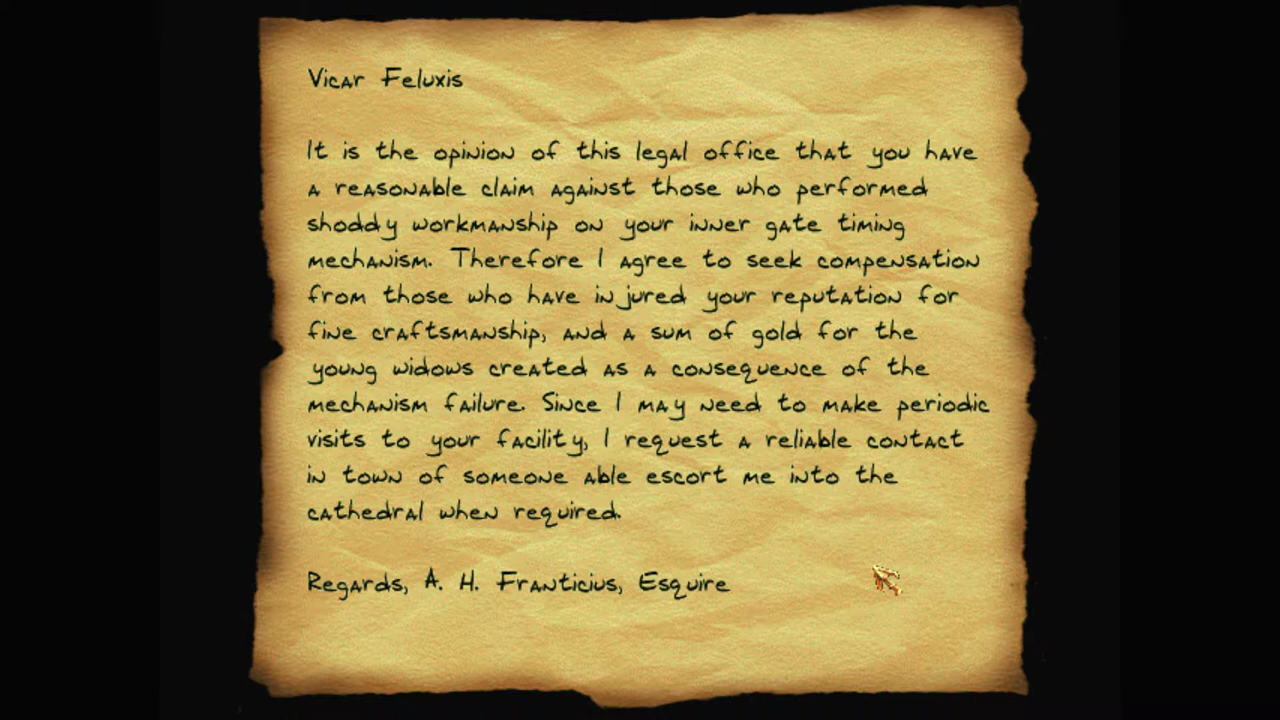 Vicar Feluxis
It is the opinion of this legal office that you have
a reasonable claim against those who performed
shoddy workmanship on your inner gate timing
mechanism. Therefore I agree to seek compensation
from those who have injured your reputation for
fine craftsmanship, and a sum of gold for the
young widows created as a consequence of the
mechanism failure. Since I may need to make periodic
visits to your facility, I request a reliable contact
in town of someone able escort me into the
cathedral when required.
Regards, A. H. Franticius, Esquire